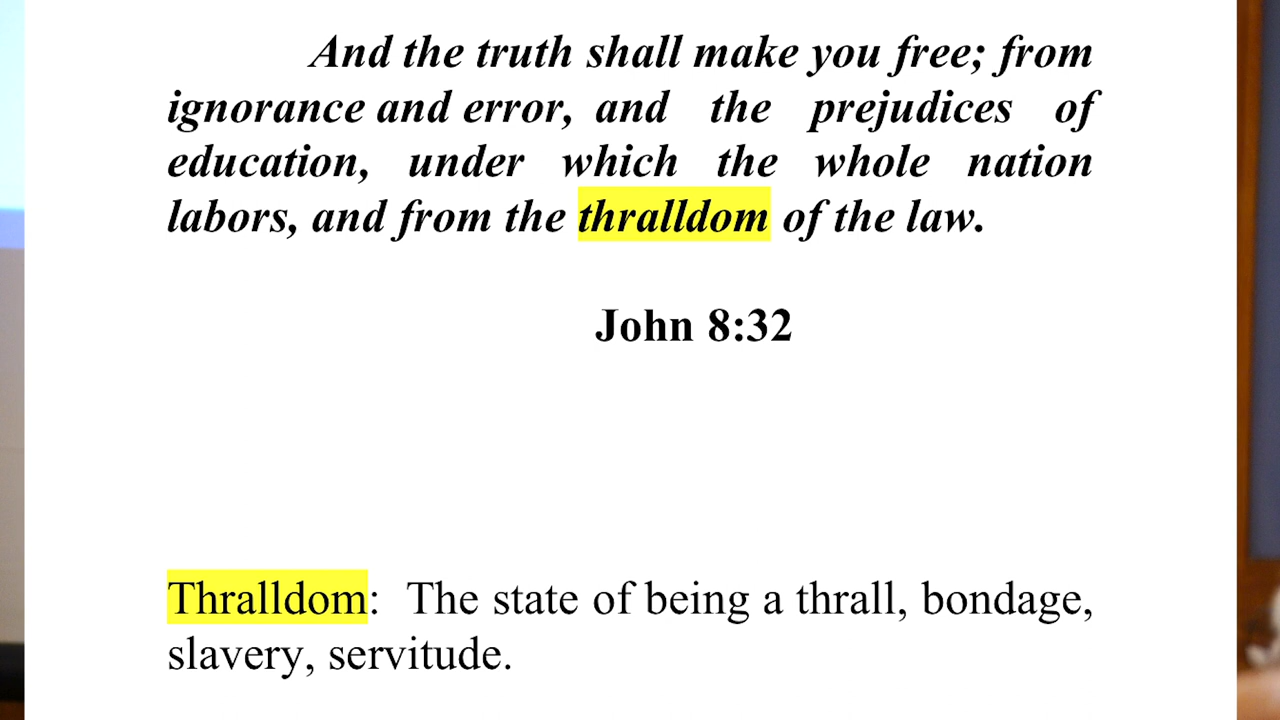 And the truth shall make you free; from
ignorance and error, and the prejudices of
education, under which the whole nation
labors, and from the thralldom of the law.
John 8:32
Thralldom: The state of being a thrall, bondage,
slavery, servitude.